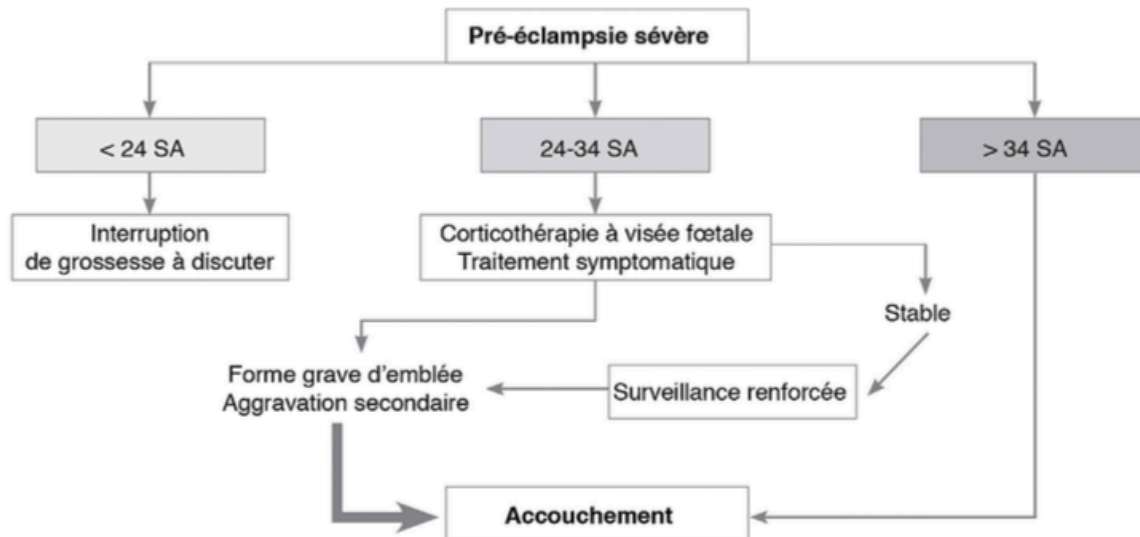 Pré-éclampsie sévère
< 24 SA
24-34 SA
> 34 SA
Interruption
de grossesse à discuter
Corticothérapie à visée fœtale
Traitement symptomatique
Stable
Forme grave d'emblée
Aggravation secondaire
Surveillance renforcée
Accouchement